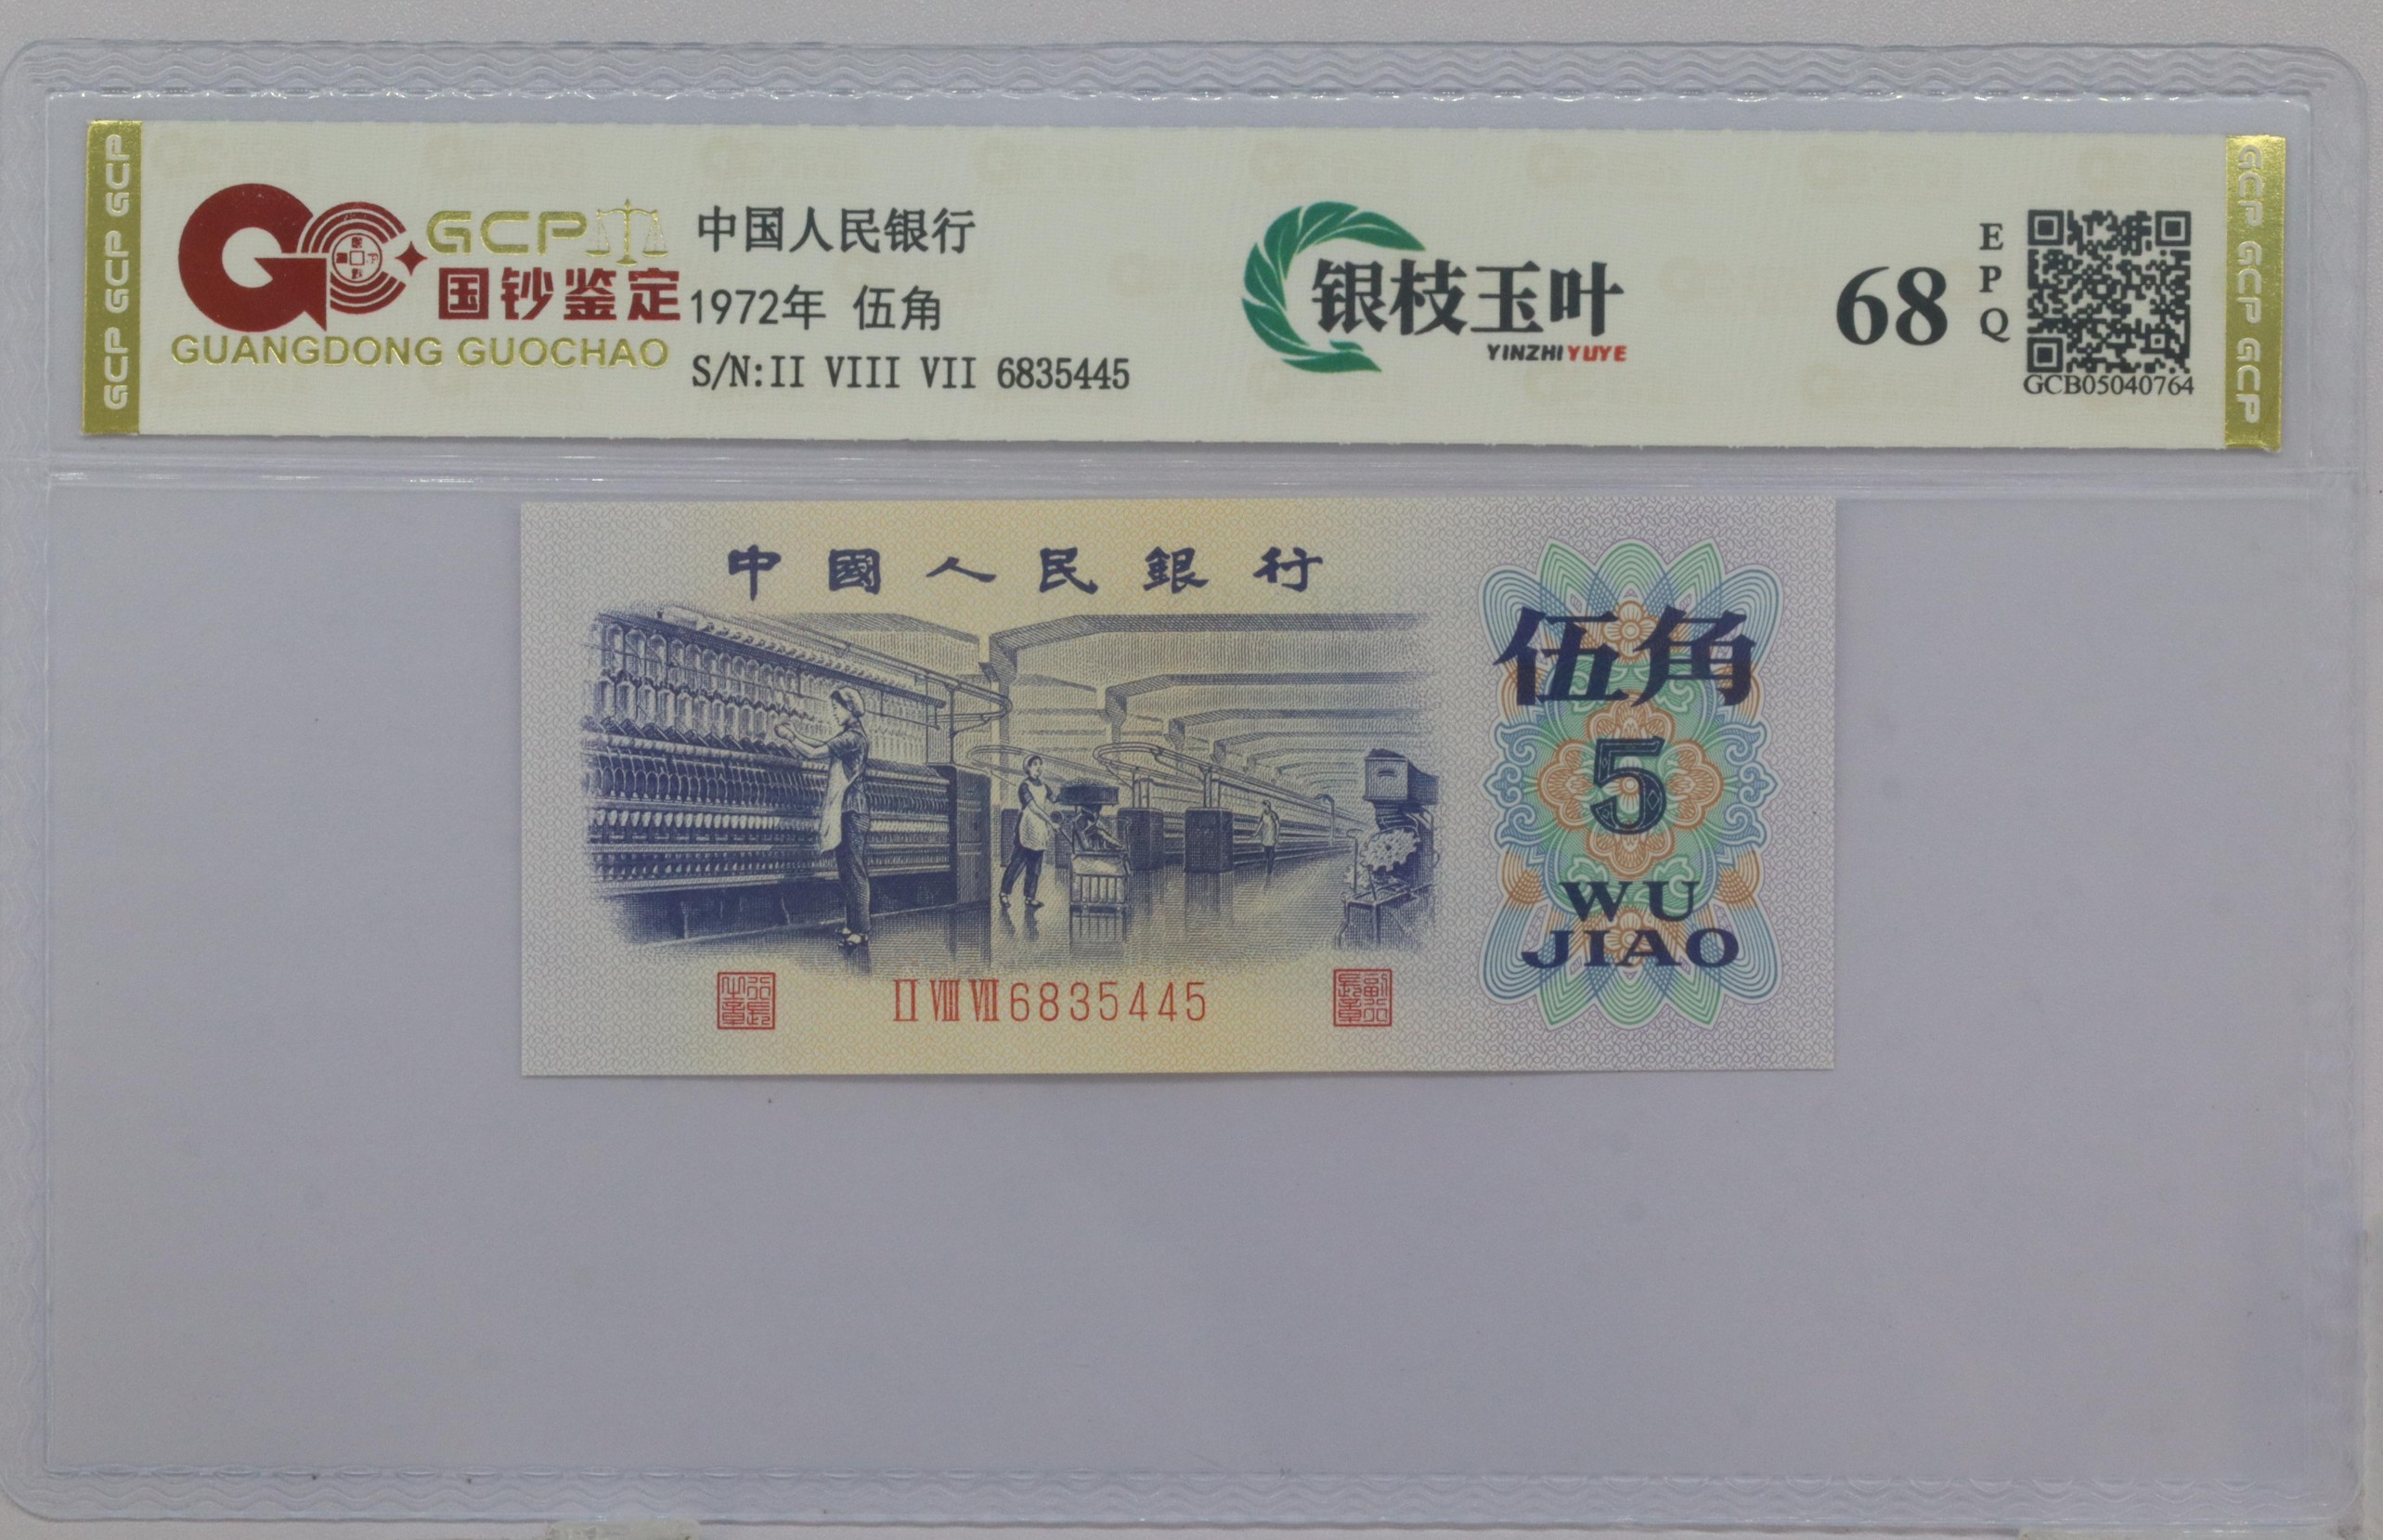 GCP GCP GCP
GCP
国钞鉴定
GUANGDONG GUOCHAO
中国人民银行
1972年 伍角
S/N:II VIII VII 6835445
银枝玉叶
YINZHI YUYE
68
EPQ
GCB05040764
GCP GCP GCP
中國人民銀行
伍角
5
WU
JIAO
II VIII VII 6835445